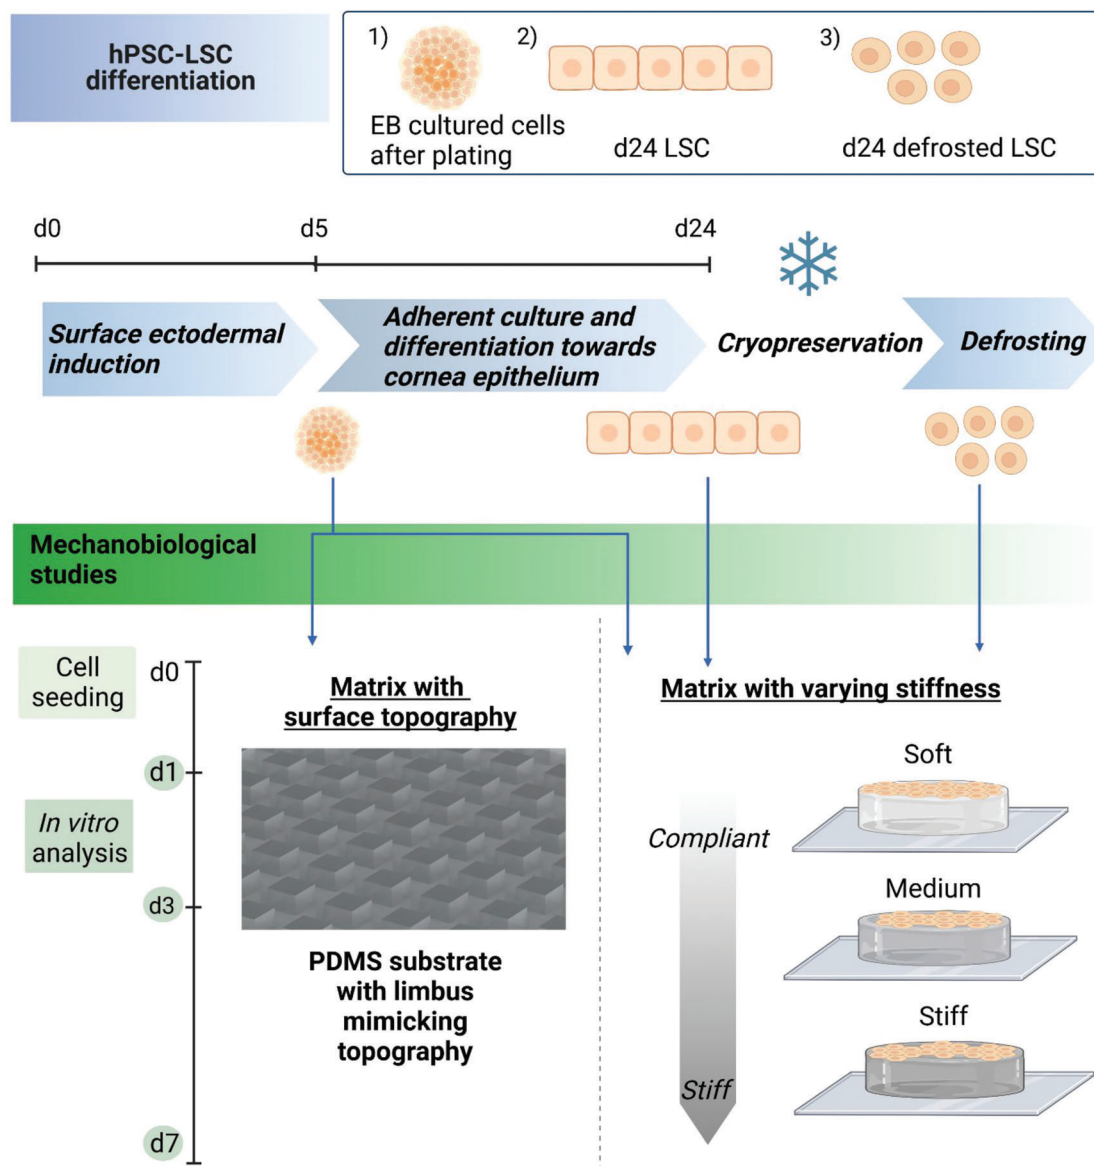 hPSC-LSC
differentiation
1)
EB cultured cells
after plating
2)
d24 LSC
3)
d24 defrosted LSC
d0
d5
d24
Surface ectodermal
induction
Adherent culture and
differentiation towards
cornea epithelium
Cryopreservation
Defrosting
Mechanobiological
studies
Cell
seeding
d0
d1
In vitro
analysis
d3
d7
Matrix with
surface topography
PDMS substrate
with limbus
mimicking
topography
Matrix with varying stiffness
Compliant
Stiff
Soft
Medium
Stiff